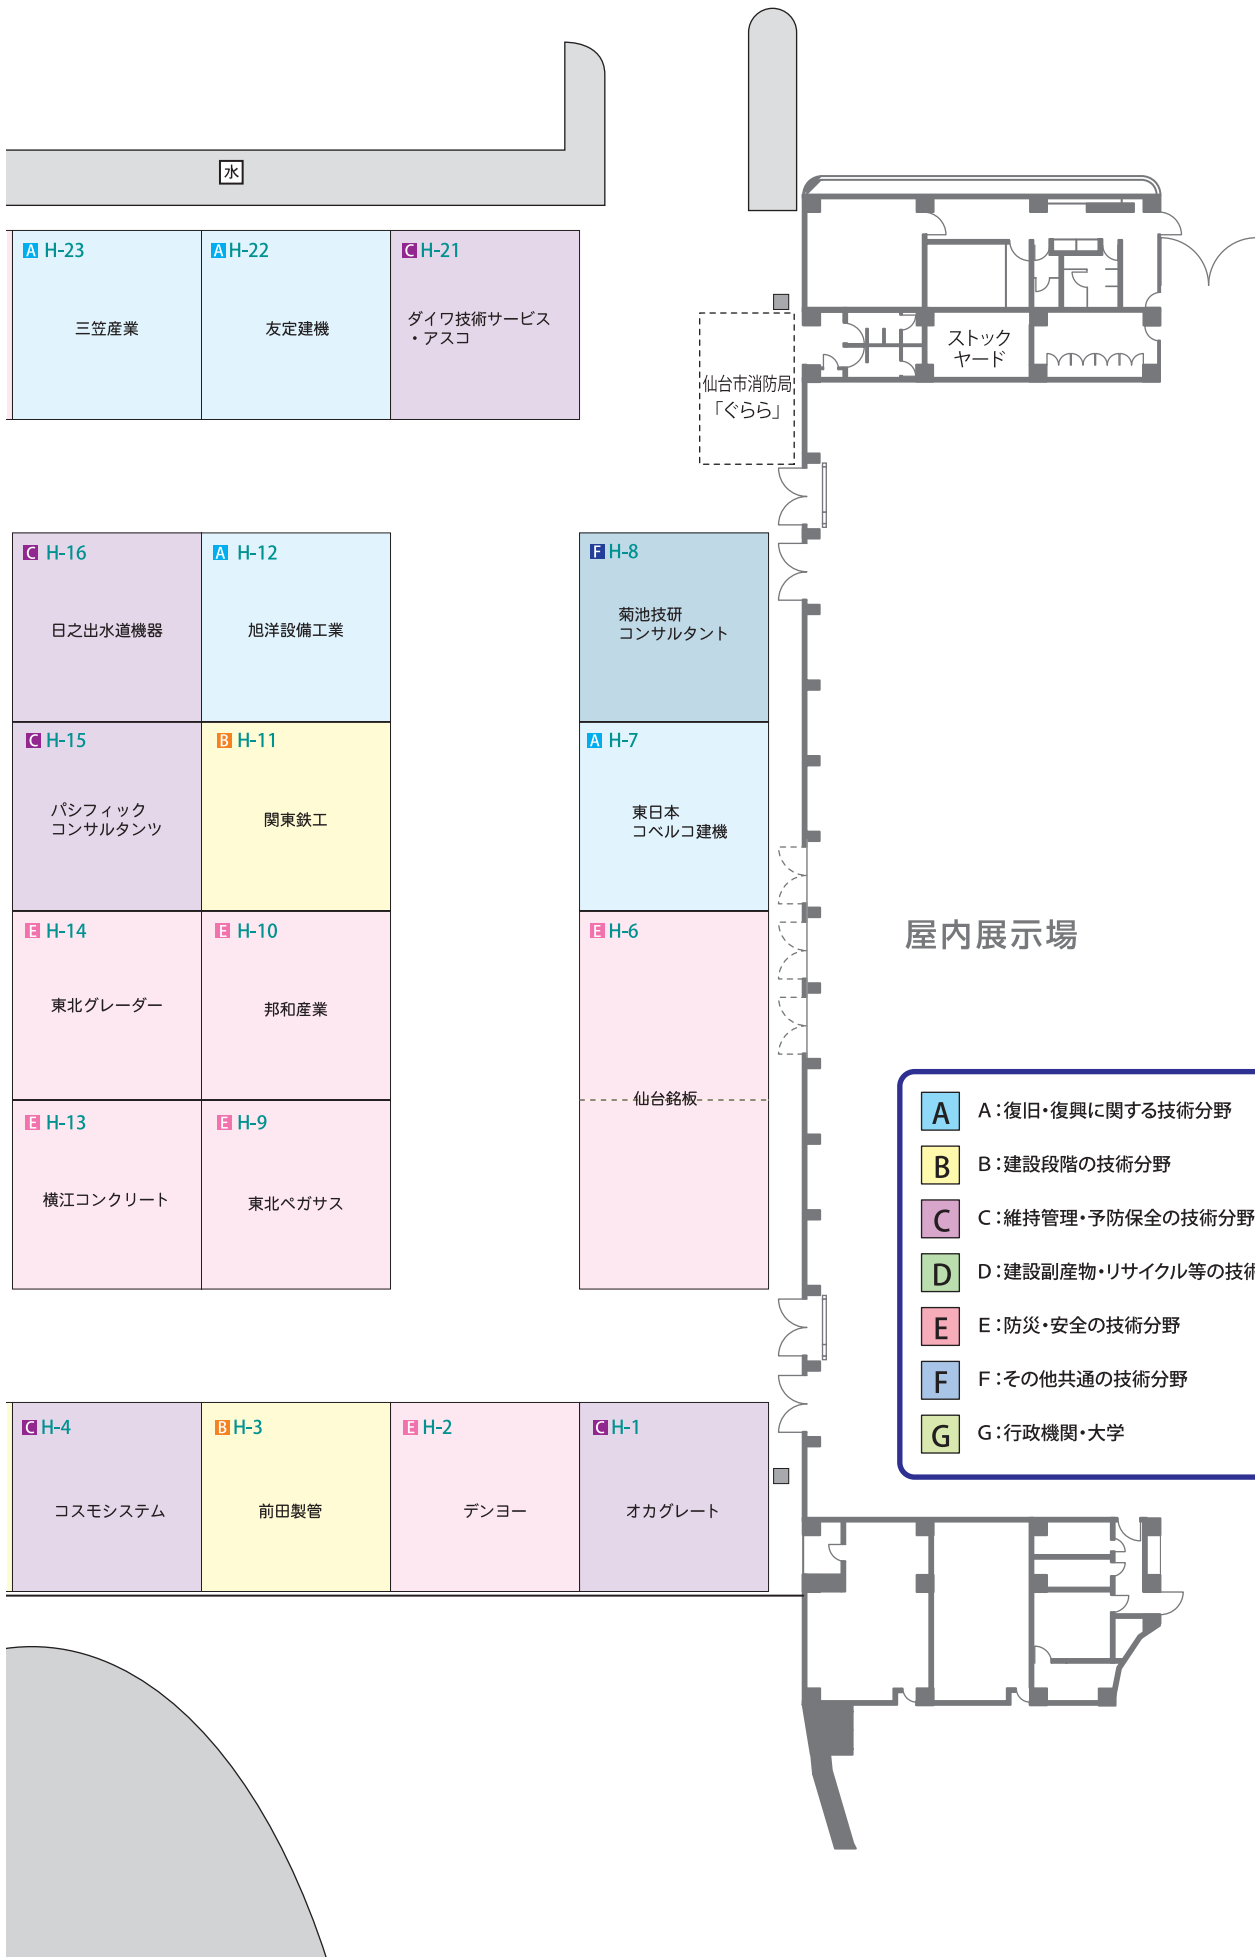 水
A H-23
三笠産業
A H-22
友定建機
C H-21
ダイワ技術サービス
・アスコ
仙台市消防局
「ぐらら」
ストック
ヤード
C H-16
日之出水道機器
A H-12
旭洋設備工業
F H-8
菊池技研
コンサルタント
C H-15
パシフィック
コンサルタンツ
B H-11
関東鉄工
A H-7
東日本
コベルコ建機
E H-14
東北グレーダー
E H-10
邦和産業
E H-6
仙台銘板
屋内展示場
E H-13
横江コンクリート
E H-9
東北ペガサス
A A:復旧・復興に関する技術分野
B B:建設段階の技術分野
C C:維持管理・予防保全の技術分野
D D:建設副産物・リサイクル等の技術
E E:防災・安全の技術分野
F F:その他共通の技術分野
G G:行政機関・大学
C H-4
コスモシステム
B H-3
前田製管
E H-2
デンヨー
C H-1
オカグレート